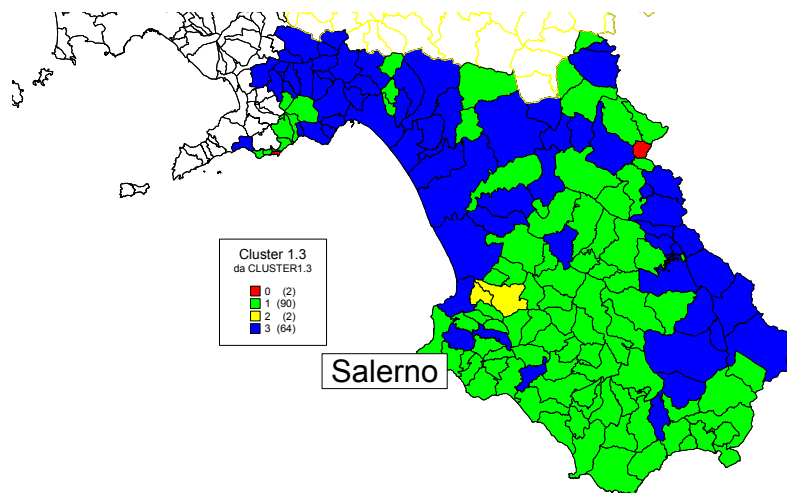 Cluster 1.3
da CLUSTER1.3
0 (2)
1 (90)
2 (2)
3 (64)
Salerno